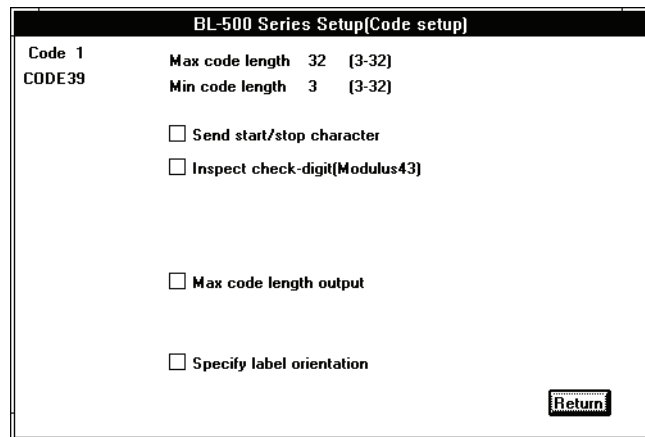 BL-500 Series Setup(Code setup)
Code 1
CODE39
Max code length 32 (3-32)
Min code length 3 (3-32)
Send start/stop character
Inspect check-digit(Modulus43)
Max code length output
Specify label orientation
Return